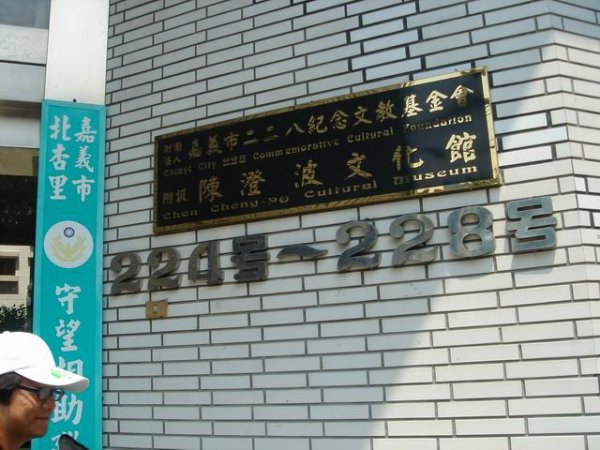 嘉義市
北杏里
守望相助
財團法人 嘉義市二二八紀念文教基金會
Chiayi City 228 Commemorative Cultural Foundation
附設 陳澄波文化館
Chen Cheng-po Cultural Museum
224号～228号